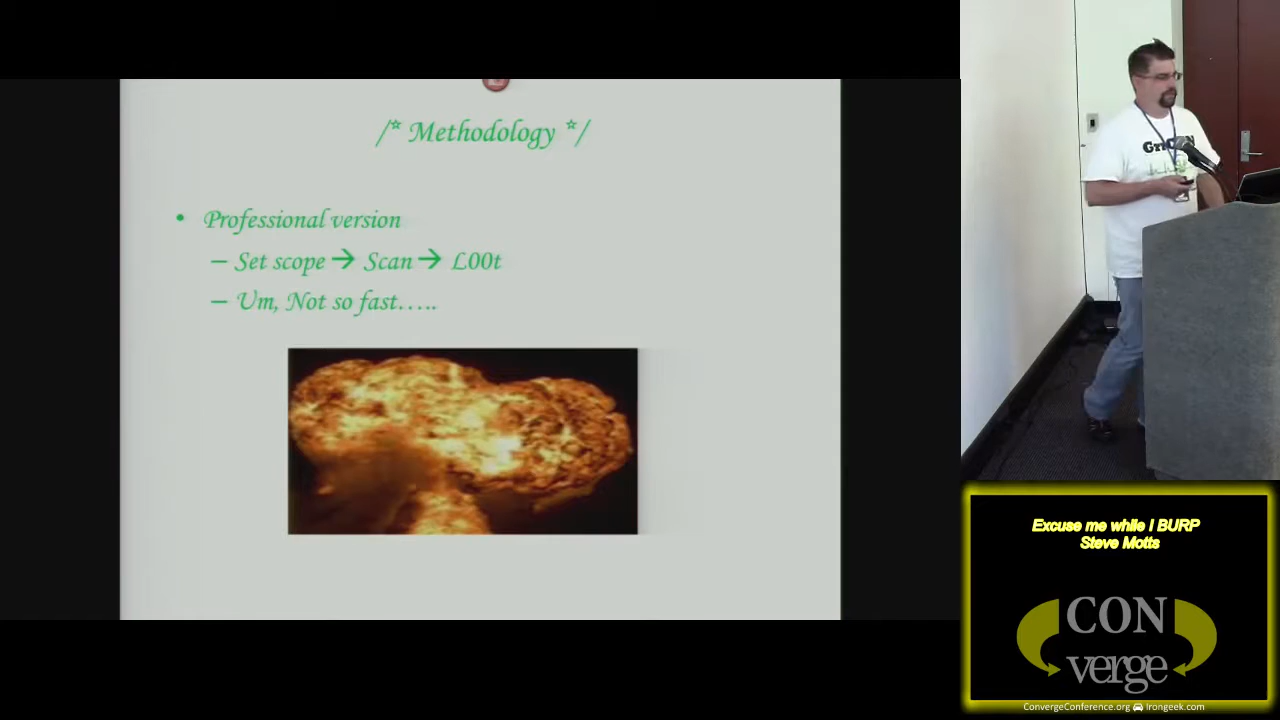 /* Methodology */
• Professional version
– Set scope → Scan → L00t
– Um, Not so fast…..
Excuse me while I BURP
Steve Motts
CON
verge
ConvergeConference.org Irongeek.com